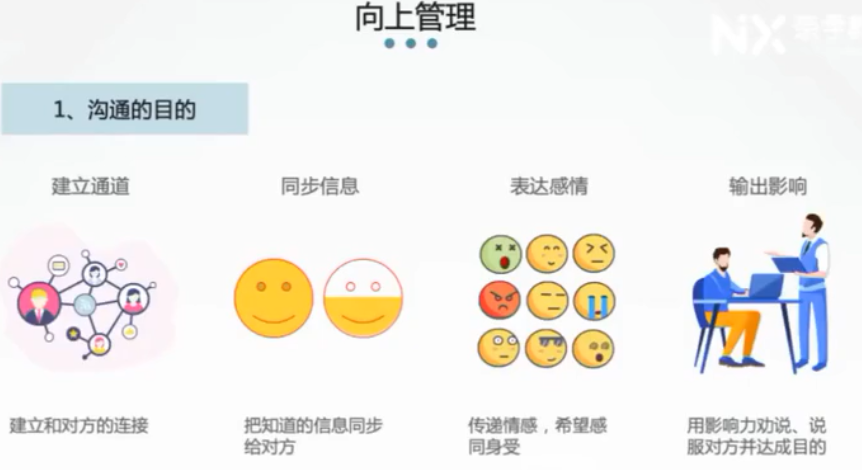 向上管理
NX
1、沟通的目的
建立通道
同步信息
表达感情
输出影响
建立和对方的连接
把知道的信息同步
给对方
传递情感，希望感
同身受
用影响力劝说、说
服对方并达成目的